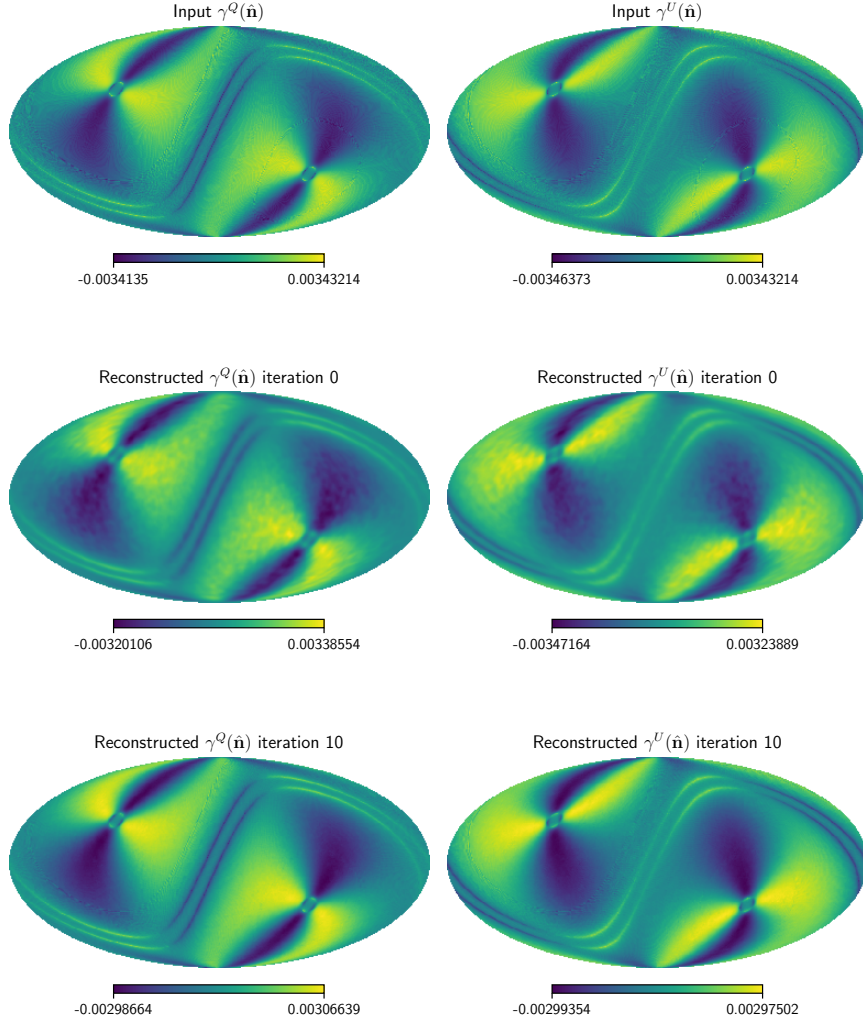 Input γ^Q(n̂)
Input γ^U(n̂)
-0.0034135
0.00343214
-0.00346373
0.00343214
Reconstructed γ^Q(n̂) iteration 0
Reconstructed γ^U(n̂) iteration 0
-0.00320106
0.00338554
-0.00347164
0.00323889
Reconstructed γ^Q(n̂) iteration 10
Reconstructed γ^U(n̂) iteration 10
-0.00298664
0.00306639
-0.00299354
0.00297502